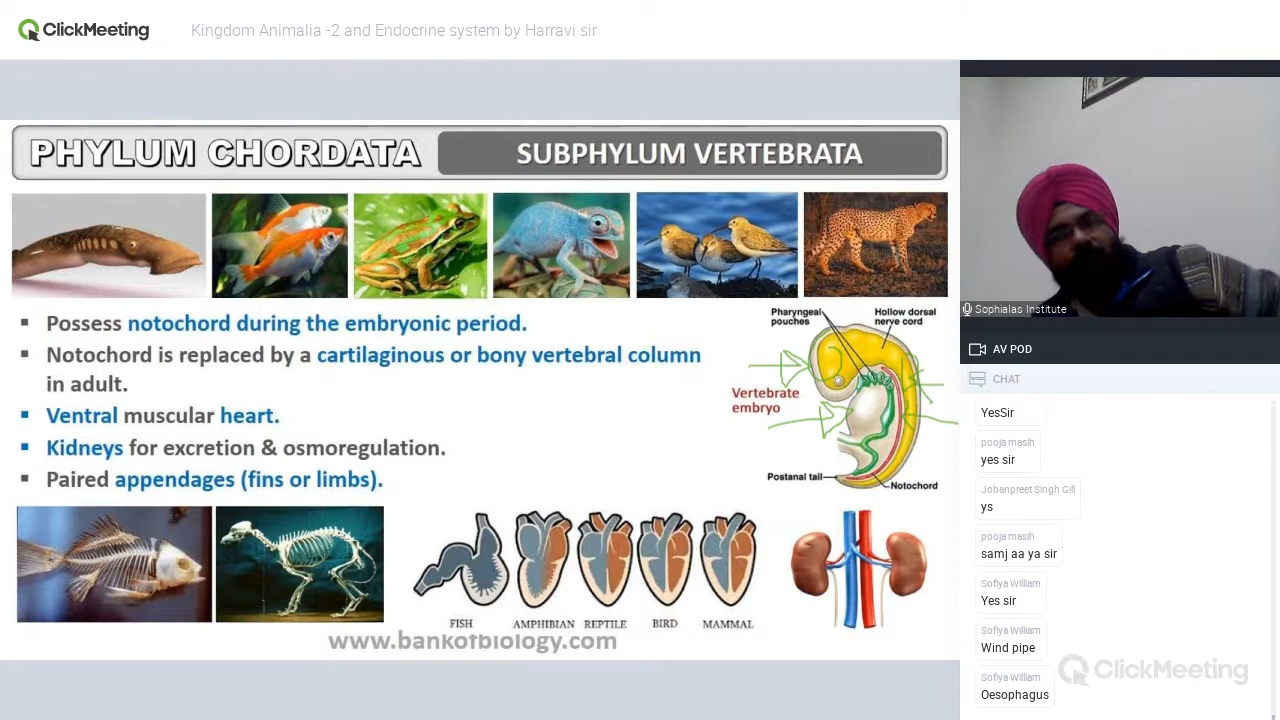 ClickMeeting
Kingdom Animalia -2 and Endocrine system by Harravi sir
PHYLUM CHORDATA
SUBPHYLUM VERTEBRATA
▪ Possess notochord during the embryonic period.
▪ Notochord is replaced by a cartilaginous or bony vertebral column
in adult.
▪ Ventral muscular heart.
▪ Kidneys for excretion & osmoregulation.
▪ Paired appendages (fins or limbs).
Pharyngeal
pouches
Hollow dorsal
nerve cord
Vertebrate
embryo
Postanal tail
Notochord
FISH
AMPHIBIAN
REPTILE
BIRD
MAMMAL
www.bankofbiology.com
Sophialas Institute
AV POD
CHAT
YesSir
pooja masih
yes sir
Jobanpreet Singh Gill
ys
pooja masih
samj aa ya sir
Sofiya William
Yes sir
Sofiya William
Wind pipe
Sofiya William
Oesophagus
ClickMeeting